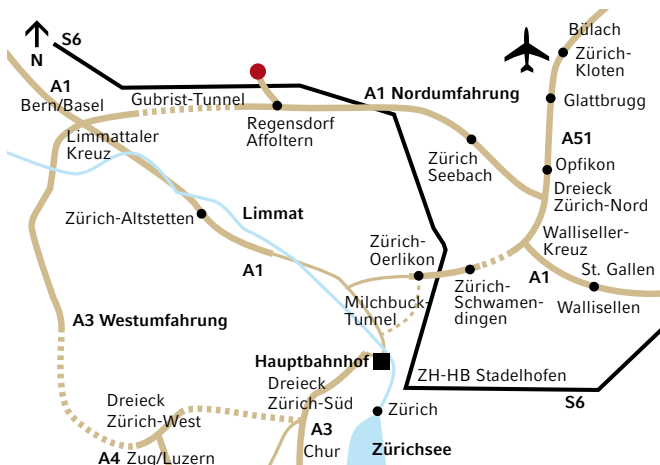 Bülach
S6
N
Zürich-
Kloten
A1
Bern/Basel
Gubrist-Tunnel
A1 Nordumfahrung
Glattbrugg
Regensdorf
Affoltern
Limmattaler
Kreuz
A51
Zürich
Seebach
Opfikon
Dreieck
Zürich-Nord
Zürich-Altstetten
Limmat
Walliseller-
Kreuz
Zürich-
Oerlikon
A1
A1
St. Gallen
Zürich-
Schwamen-
dingen
Milchbuck-
Tunnel
Wallisellen
A3 Westumfahrung
Hauptbahnhof
ZH-HB Stadelhofen
Dreieck
Zürich-Süd
S6
Dreieck
Zürich-West
Zürich
A3
Chur
Zürichsee
A4 Zug/Luzern